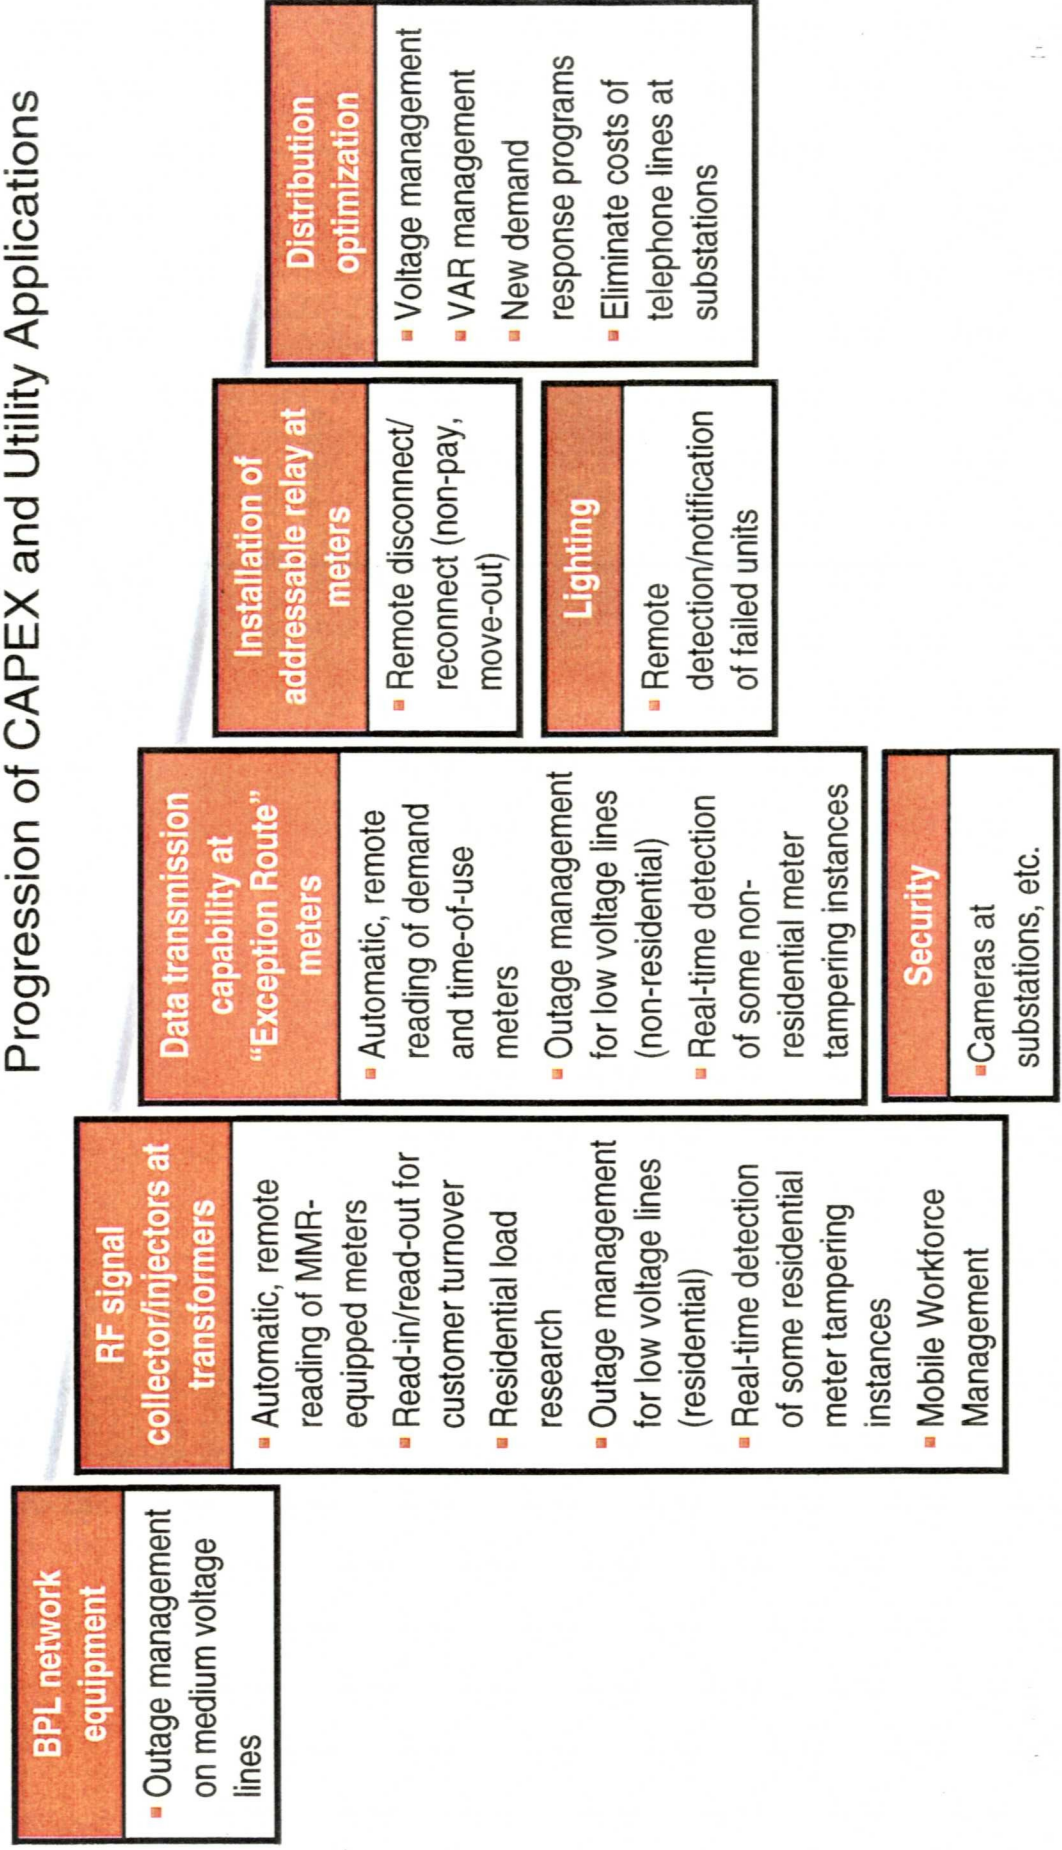 Progression of CAPEX and Utility Applications
BPL network
equipment
▪ Outage management
on medium voltage
lines
RF signal
collector/injectors at
transformers
▪ Automatic, remote
reading of MMR-
equipped meters
▪ Read-in/read-out for
customer turnover
▪ Residential load
research
▪ Outage management
for low voltage lines
(residential)
▪ Real-time detection
of some residential
meter tampering
instances
▪ Mobile Workforce
Management
Data transmission
capability at
“Exception Route”
meters
▪ Automatic, remote
reading of demand
and time-of-use
meters
▪ Outage management
for low voltage lines
(non-residential)
▪ Real-time detection
of some non-
residential meter
tampering instances
Security
▪Cameras at
substations, etc.
Installation of
addressable relay at
meters
▪ Remote disconnect/
reconnect (non-pay,
move-out)
Lighting
▪ Remote
detection/notification
of failed units
Distribution
optimization
▪ Voltage management
▪ VAR management
▪ New demand
response programs
▪ Eliminate costs of
telephone lines at
substations